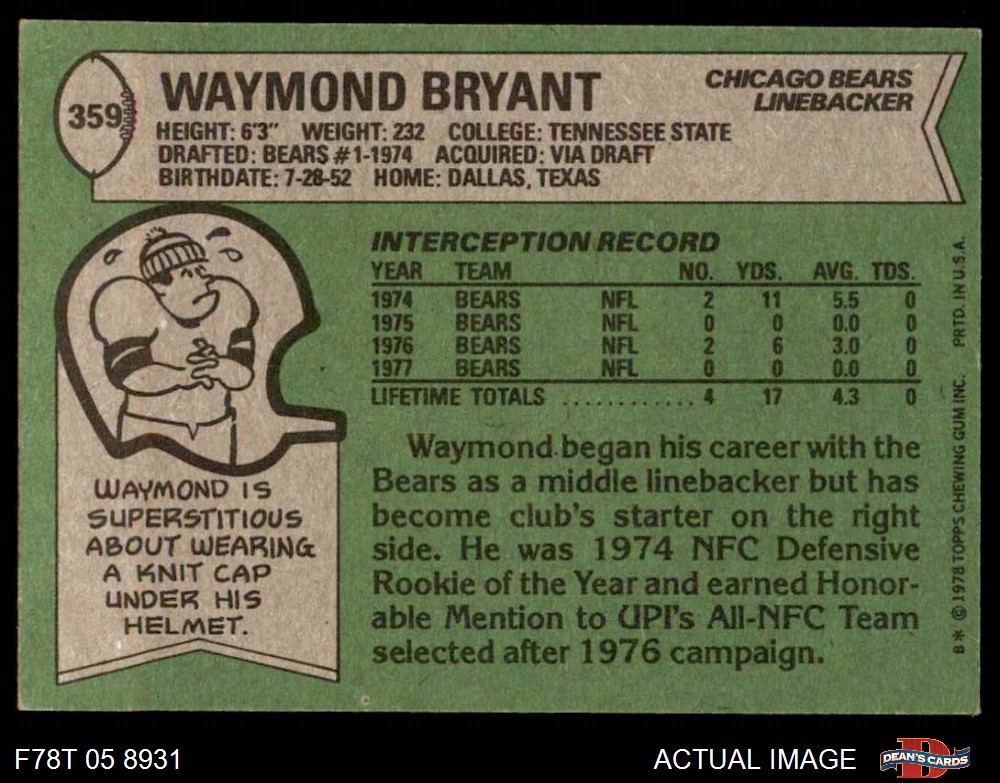 359
WAYMOND BRYANT
CHICAGO BEARS
LINEBACKER
HEIGHT: 6'3" WEIGHT: 232 COLLEGE: TENNESSEE STATE
DRAFTED: BEARS #1-1974 ACQUIRED: VIA DRAFT
BIRTHDATE: 7-28-52 HOME: DALLAS, TEXAS
INTERCEPTION RECORD
YEAR TEAM NO. YDS. AVG. TDS.
1974 BEARS NFL 2 11 5.5 0
1975 BEARS NFL 0 0 0.0 0
1976 BEARS NFL 2 6 3.0 0
1977 BEARS NFL 0 0 0.0 0
LIFETIME TOTALS ............ 4 17 4.3 0
WAYMOND IS
SUPERSTITIOUS
ABOUT WEARING
A KNIT CAP
UNDER HIS
HELMET.
Waymond began his career with the
Bears as a middle linebacker but has
become club's starter on the right
side. He was 1974 NFC Defensive
Rookie of the Year and earned Honor-
able Mention to UPI's All-NFC Team
selected after 1976 campaign.
B* © 1978 TOPPS CHEWING GUM INC. PRTD. IN U.S.A.
F78T 05 8931
ACTUAL IMAGE
DEAN'S CARDS